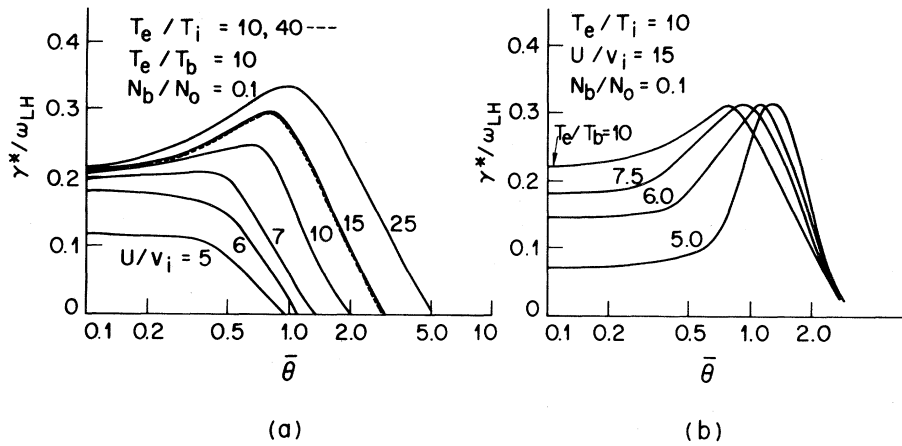 T_e / T_i = 10, 40 ---
T_e / T_b = 10
N_b / N_o = 0.1
γ*/ω_LH
0.4
0.3
0.2
0.1
0
U/v_i = 5
6
7
10
15
25
0.1 0.2 0.5 1.0 2.0 5.0 10
θ̄
(a)
T_e / T_i = 10
U / v_i = 15
N_b / N_o = 0.1
γ*/ω_LH
0.4
0.3
0.2
0.1
0
T_e / T_b = 10
7.5
6.0
5.0
0.1 0.2 0.5 1.0 2.0
θ̄
(b)